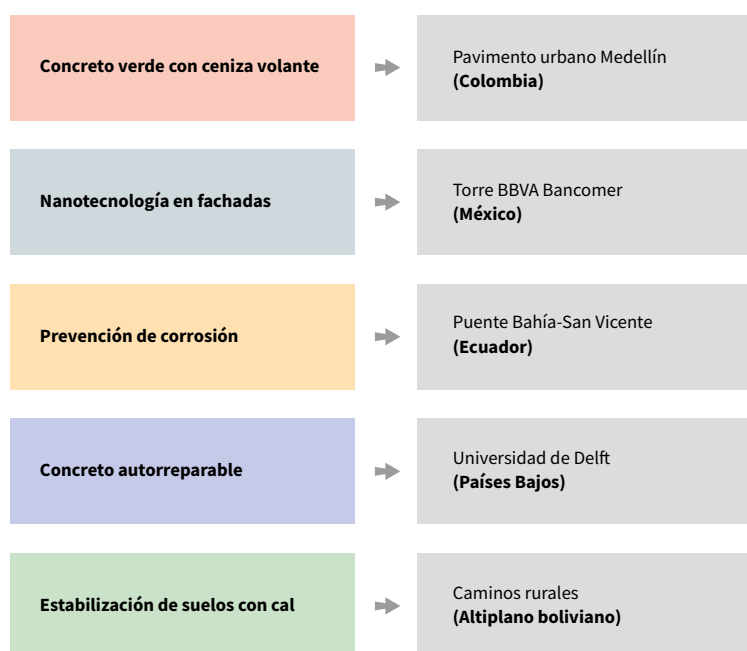 Concreto verde con ceniza volante
Pavimento urbano Medellín
(Colombia)
Nanotecnología en fachadas
Torre BBVA Bancomer
(México)
Prevención de corrosión
Puente Bahía-San Vicente
(Ecuador)
Concreto autorreparable
Universidad de Delft
(Países Bajos)
Estabilización de suelos con cal
Caminos rurales
(Altiplano boliviano)